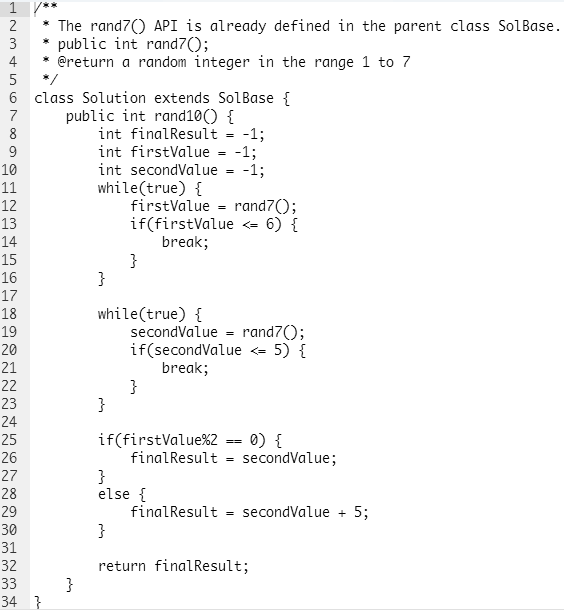 1 /**
2  * The rand7() API is already defined in the parent class SolBase.
3  * public int rand7();
4  * @return a random integer in the range 1 to 7
5  */
6 class Solution extends SolBase {
7     public int rand10() {
8         int finalResult = -1;
9         int firstValue = -1;
10         int secondValue = -1;
11         while(true) {
12             firstValue = rand7();
13             if(firstValue <= 6) {
14                 break;
15             }
16         }
17
18         while(true) {
19             secondValue = rand7();
20             if(secondValue <= 5) {
21                 break;
22             }
23         }
24
25         if(firstValue%2 == 0) {
26             finalResult = secondValue;
27         }
28         else {
29             finalResult = secondValue + 5;
30         }
31
32         return finalResult;
33     }
34 }